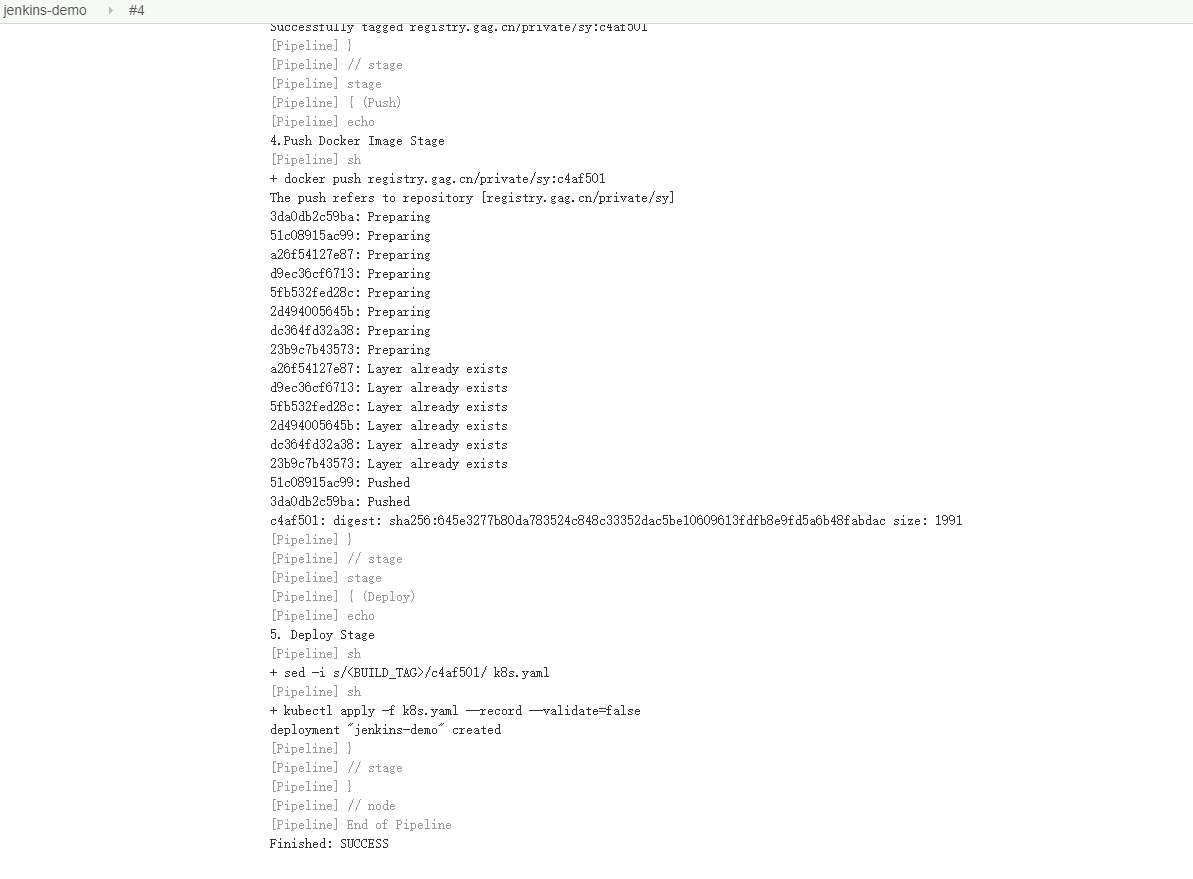 jenkins-demo #4
Successfully tagged registry.gag.cn/private/sy:c4af501
[Pipeline] }
[Pipeline] // stage
[Pipeline] stage
[Pipeline] { (Push)
[Pipeline] echo
4.Push Docker Image Stage
[Pipeline] sh
+ docker push registry.gag.cn/private/sy:c4af501
The push refers to repository [registry.gag.cn/private/sy]
3da0db2c59ba: Preparing
51c08915ac99: Preparing
a26f54127e87: Preparing
d9ec36cf6713: Preparing
5fb532fed28c: Preparing
2d494005645b: Preparing
dc364fd32a38: Preparing
23b9c7b43573: Preparing
a26f54127e87: Layer already exists
d9ec36cf6713: Layer already exists
5fb532fed28c: Layer already exists
2d494005645b: Layer already exists
dc364fd32a38: Layer already exists
23b9c7b43573: Layer already exists
51c08915ac99: Pushed
3da0db2c59ba: Pushed
c4af501: digest: sha256:645e3277b80da783524c848c33352dac5be10609613fdfb8e9fd5a6b48fabdac size: 1991
[Pipeline] }
[Pipeline] // stage
[Pipeline] stage
[Pipeline] { (Deploy)
[Pipeline] echo
5. Deploy Stage
[Pipeline] sh
+ sed -i s/<BUILD_TAG>/c4af501/ k8s.yaml
[Pipeline] sh
+ kubectl apply -f k8s.yaml --record --validate=false
deployment "jenkins-demo" created
[Pipeline] }
[Pipeline] // stage
[Pipeline] }
[Pipeline] // node
[Pipeline] End of Pipeline
Finished: SUCCESS